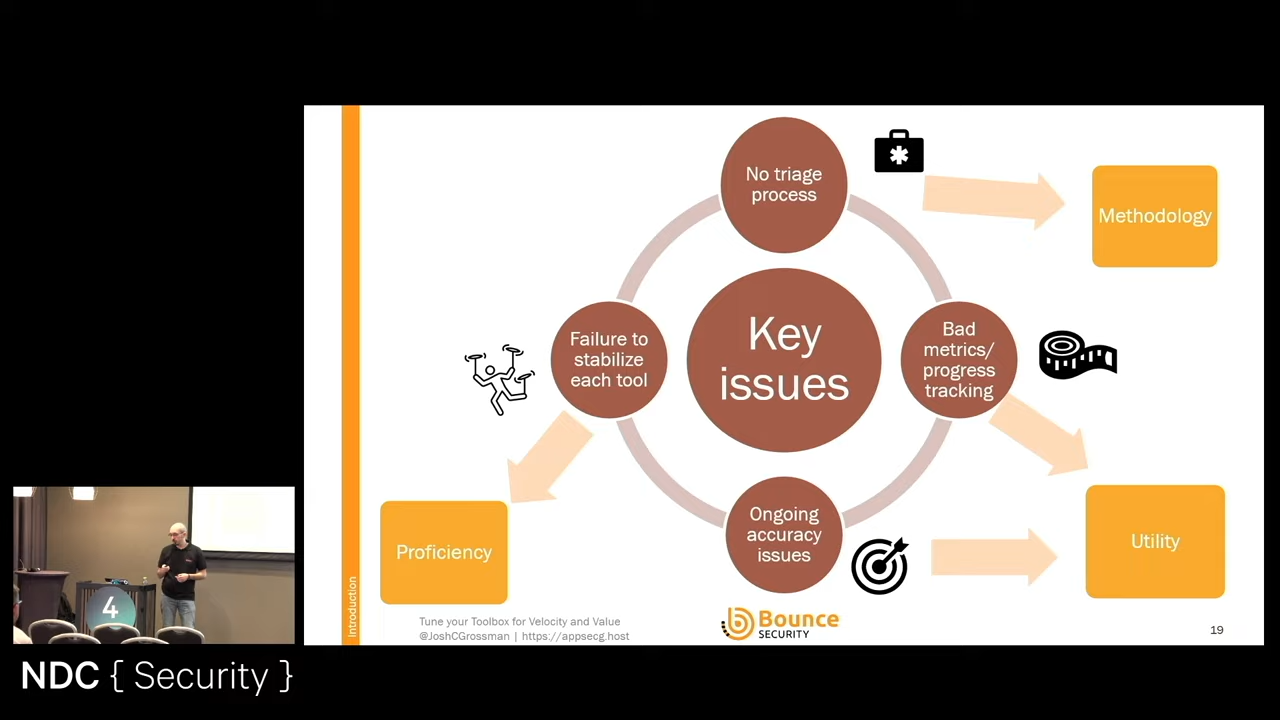 No triage
process
Methodology
Key
issues
Failure to
stabilize
each tool
Bad
metrics/
progress
tracking
Ongoing
accuracy
issues
Proficiency
Utility
Introduction
Tune your Toolbox for Velocity and Value
@JoshCGrossman | https://appsecg.host
Bounce
SECURITY
19
4
NDC { Security }